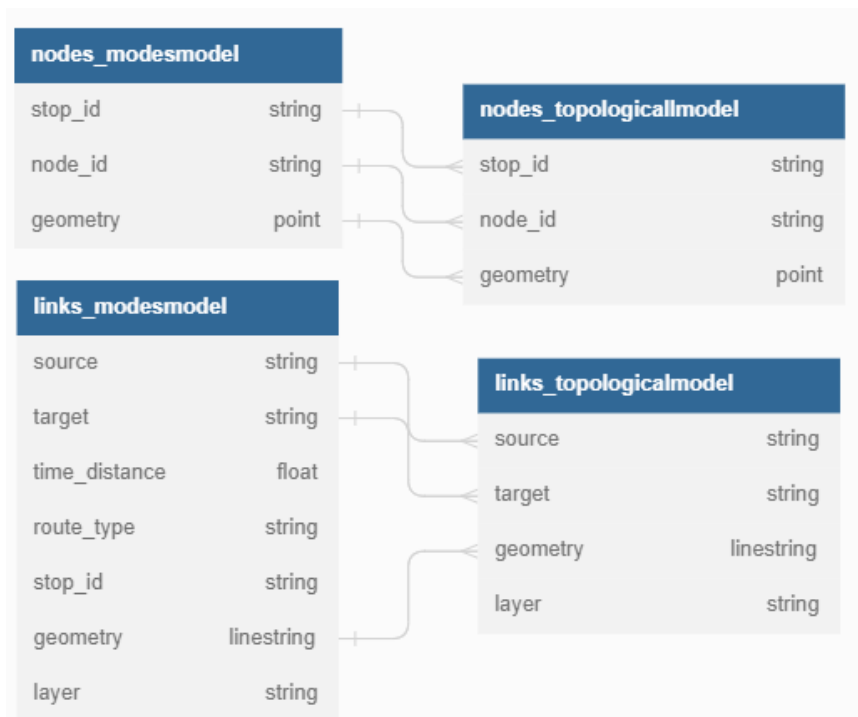 nodes_modesmodel
stop_id string
node_id string
geometry point
nodes_topologicallmodel
stop_id string
node_id string
geometry point
links_modesmodel
source string
target string
time_distance float
route_type string
stop_id string
geometry linestring
layer string
links_topologicalmodel
source string
target string
geometry linestring
layer string